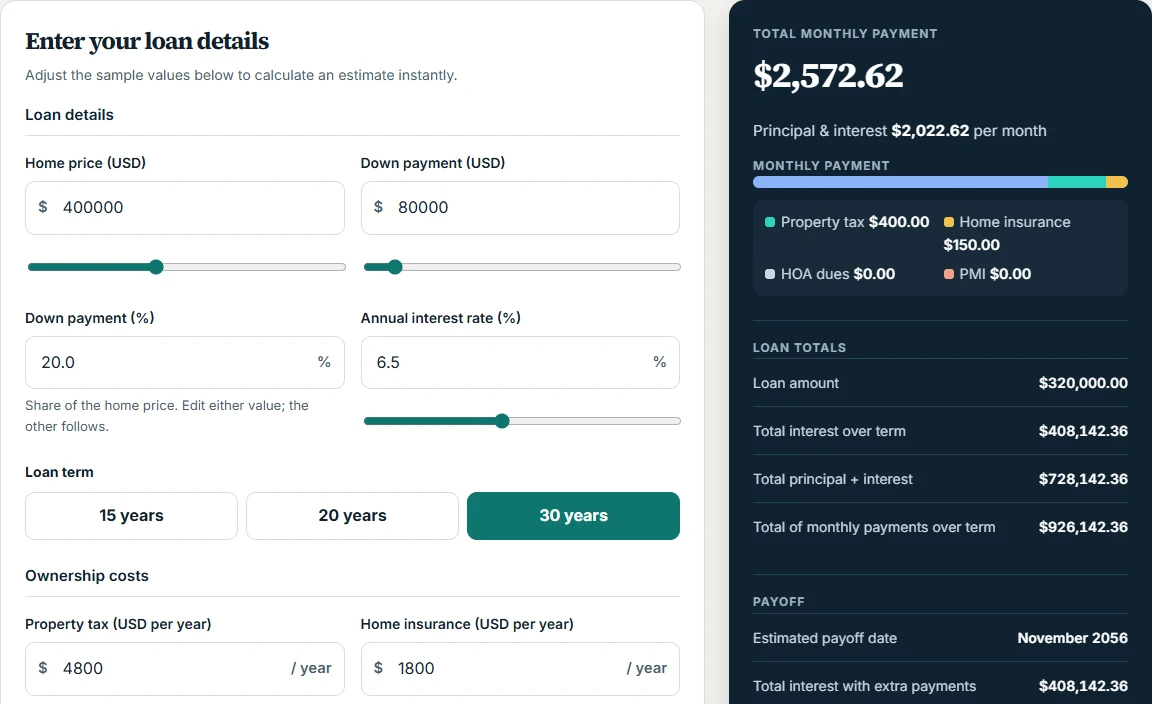 Enter your loan details
Adjust the sample values below to calculate an estimate instantly.
Loan details
Home price (USD)
Down payment (USD)
$ 400000
$ 80000
Down payment (%)
Annual interest rate (%)
20.0 %
6.5 %
Share of the home price. Edit either value; the
other follows.
Loan term
15 years
20 years
30 years
Ownership costs
Property tax (USD per year)
Home insurance (USD per year)
$ 4800 / year
$ 1800 / year
TOTAL MONTHLY PAYMENT
$2,572.62
Principal & interest $2,022.62 per month
MONTHLY PAYMENT
Property tax $400.00
Home insurance
$150.00
HOA dues $0.00
PMI $0.00
LOAN TOTALS
Loan amount $320,000.00
Total interest over term $408,142.36
Total principal + interest $728,142.36
Total of monthly payments over term $926,142.36
PAYOFF
Estimated payoff date November 2056
Total interest with extra payments $408,142.36